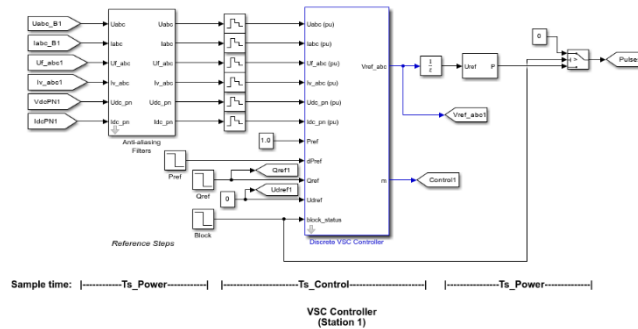 Uabc_B1
Iabc_B1
Uf_abc1
Iv_abc1
VdcPN1
IdcPN1
Uabc Uabc
Iabc Iabc
Uf_abc Uf_abc
Iv_abc Iv_abc
Udc_pn Udc_pn
Idc_pn Idc_pn
Anti-aliasing
Filters
Uabc (pu)
Iabc (pu)
Uf_abc (pu)
Iv_abc (pu)
Udc_pn (pu)
Idc_pn (pu)
Pref
dPref
Qref
Udref
block_status
Vref_abc
m
Discrete VSC Controller
1.0
Pref
Qref1
Qref
Udref1
0
Block
Reference Steps
1
z
Uref P
0
Vref_abc1
Control1
Sample time: |-----------Ts_Power-----------| |-------------------Ts_Control-------------------| |--------------Ts_Power--------------|
VSC Controller
(Station 1)